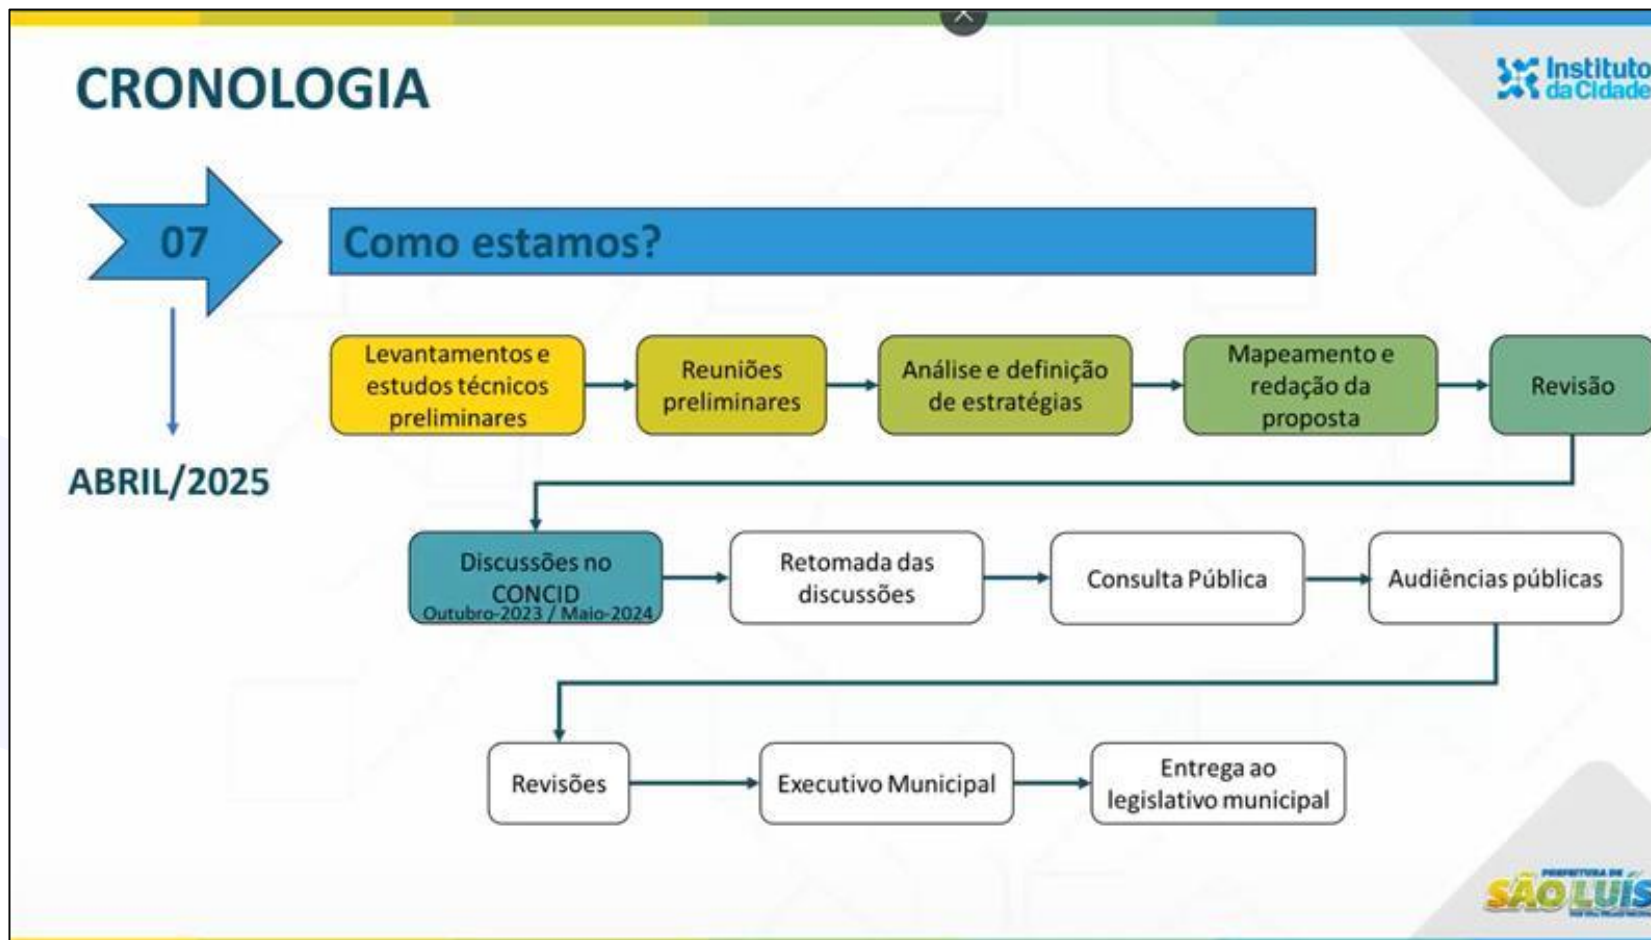 CRONOLOGIA
Instituto
da Cidade
07
Como estamos?
Levantamentos e
estudos técnicos
preliminares
Reuniões
preliminares
Análise e definição
de estratégias
Mapeamento e
redação da
proposta
Revisão
ABRIL/2025
Discussões no
CONCID
Outubro-2023 / Maio-2024
Retomada das
discussões
Consulta Pública
Audiências públicas
Revisões
Executivo Municipal
Entrega ao
legislativo municipal
PREFEITURA DE
SÃO LUÍS